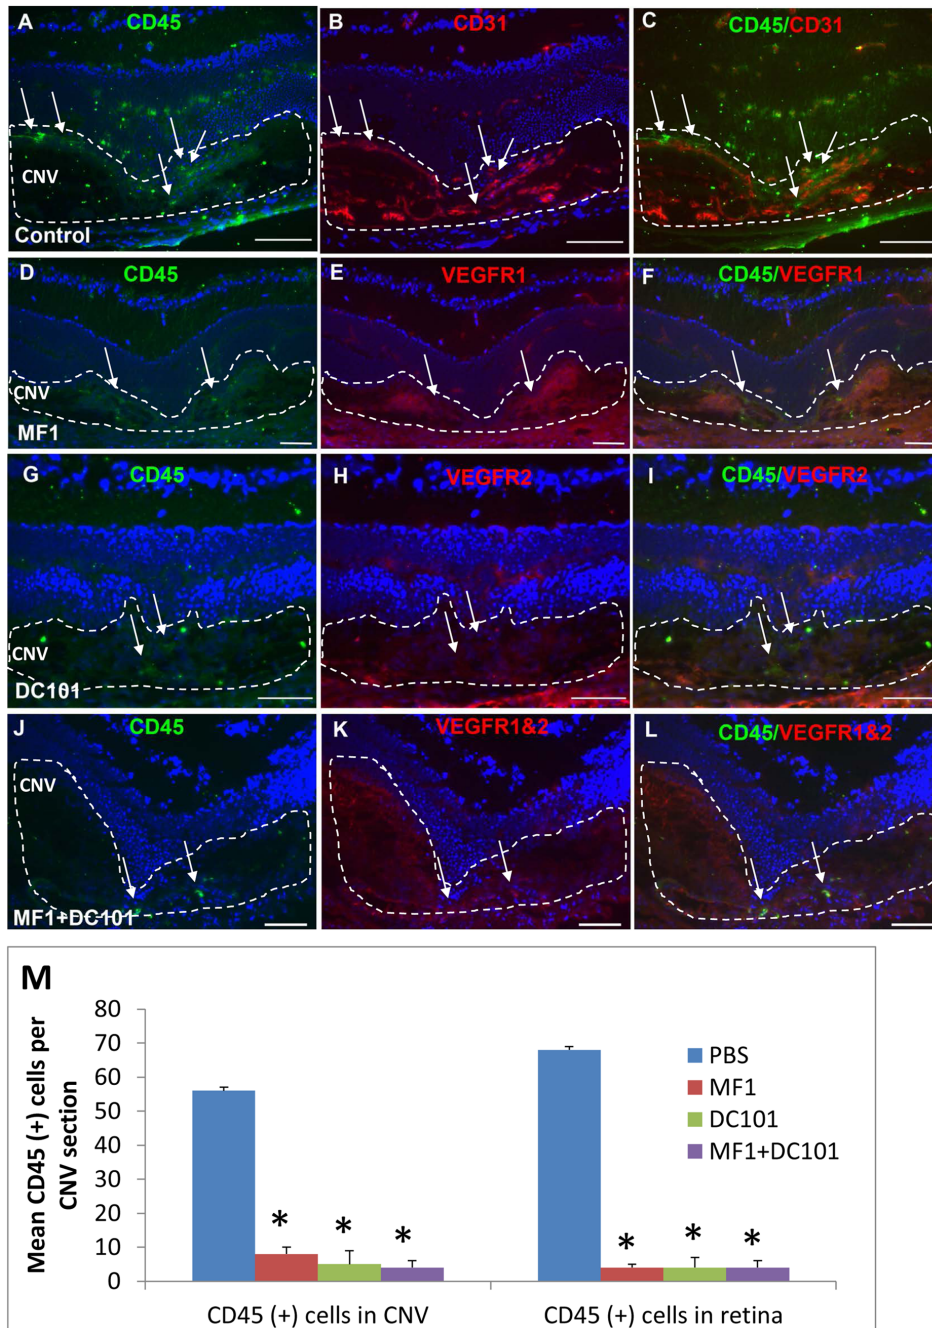 A CD45
B CD31
C CD45/CD31
CNV
Control
D CD45
E VEGFR1
F CD45/VEGFR1
CNV
MF1
G CD45
H VEGFR2
I CD45/VEGFR2
CNV
DC101
J CD45
K VEGFR1&2
L CD45/VEGFR1&2
CNV
MF1+DC101
M
Mean CD45 (+) cells per
CNV section
80
70
60
50
40
30
20
10
0
* * *
* * *
PBS
MF1
DC101
MF1+DC101
CD45 (+) cells in CNV
CD45 (+) cells in retina